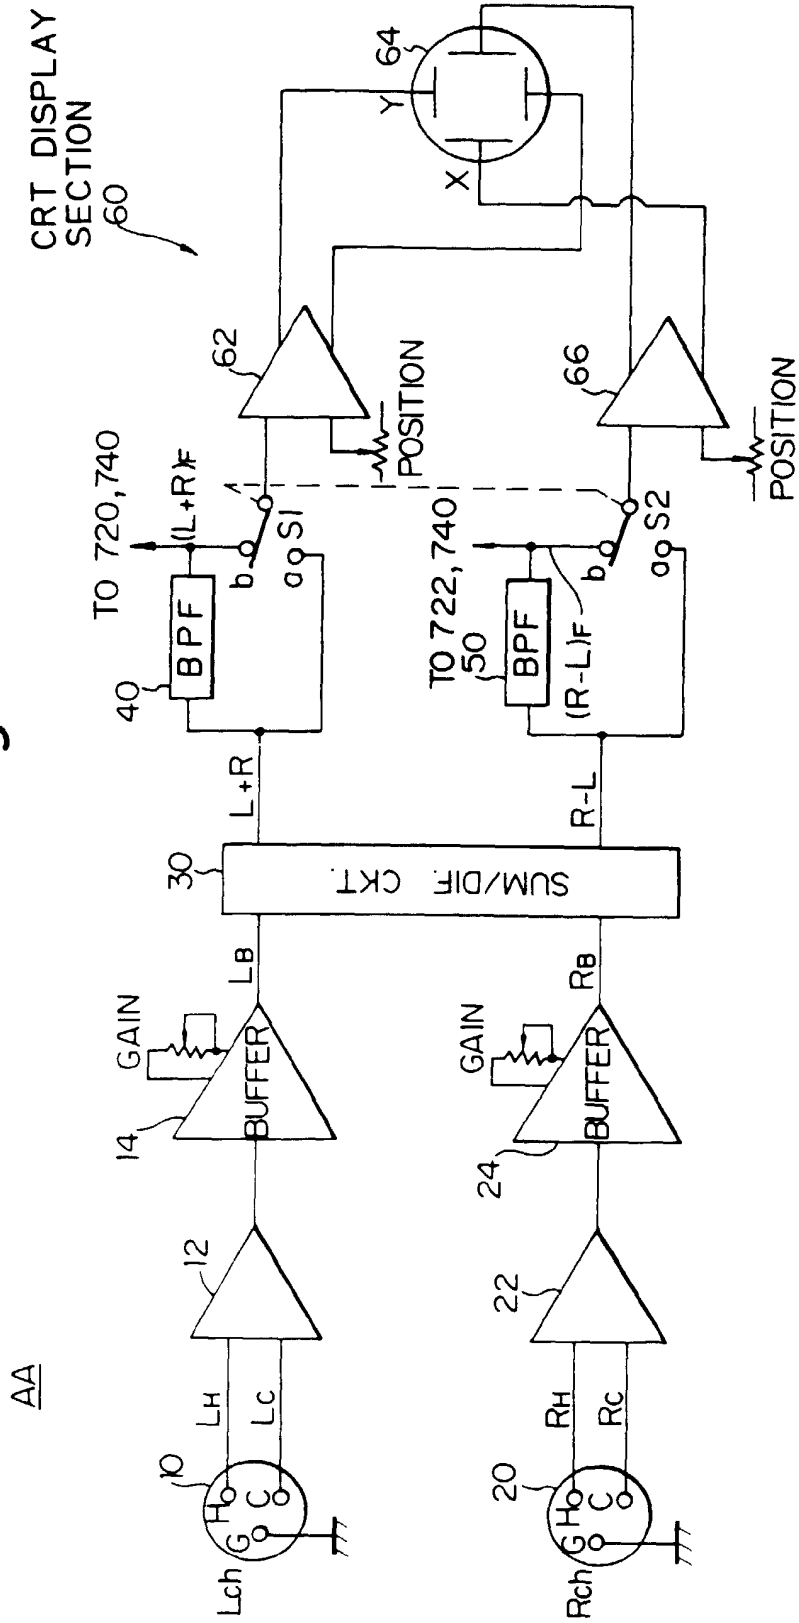 AA
CRT DISPLAY
SECTION
60
TO 720,740
(L+R)F
40
BPF
b
a
S1
62
POSITION
Y
64
X
Lch
10
H
G
C
LH
LC
12
14
BUFFER
GAIN
LB
30
SUM/DIF. CKT.
L+R
R-L
TO 722,740
50
BPF
(R-L)F
b
a
S2
66
POSITION
Rch
20
H
G
C
RH
RC
22
24
BUFFER
GAIN
RB